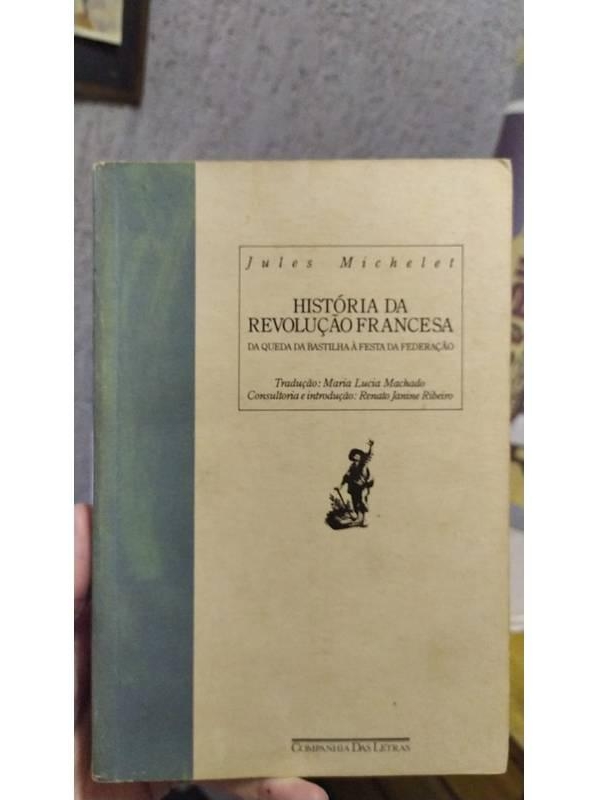 Jules Michelet
HISTÓRIA DA
REVOLUÇÃO FRANCESA
DA QUEDA DA BASTILHA À FESTA DA FEDERAÇÃO
Tradução: Maria Lucia Machado
Consultoria e introdução: Renato Janine Ribeiro
COMPANHIA DAS LETRAS